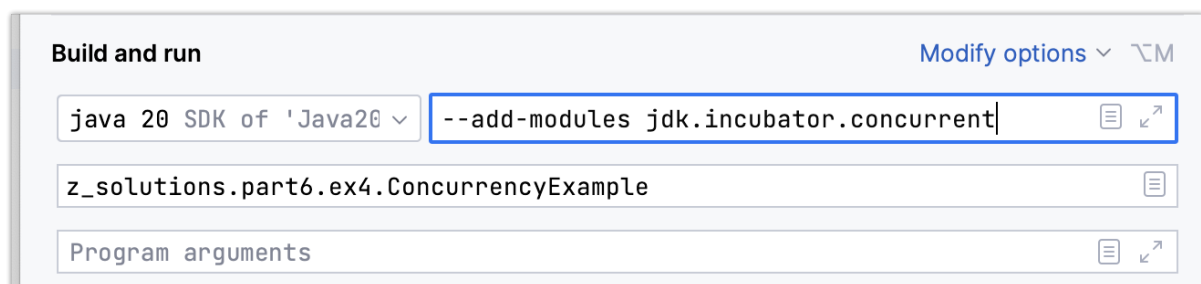 Build and run
Modify options ⌥M
java 20 SDK of 'Java20 --add-modules jdk.incubator.concurrent
z_solutions.part6.ex4.ConcurrencyExample
Program arguments